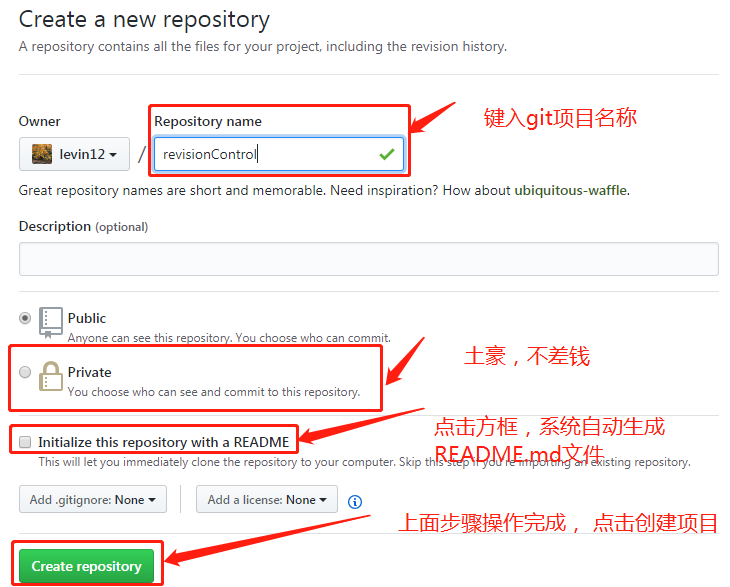 Create a new repository
A repository contains all the files for your project, including the revision history.
Owner
Repository name
键入git项目名称
levin12
/
revisionControl
Great repository names are short and memorable. Need inspiration? How about ubiquitous-waffle.
Description (optional)
Public
Anyone can see this repository. You choose who can commit.
土豪，不差钱
Private
You choose who can see and commit to this repository.
点击方框，系统自动生成
README.md文件
Initialize this repository with a README
This will let you immediately clone the repository to your computer. Skip this step if you're importing an existing repository.
Add .gitignore: None
Add a license: None
上面步骤操作完成，点击创建项目
Create repository